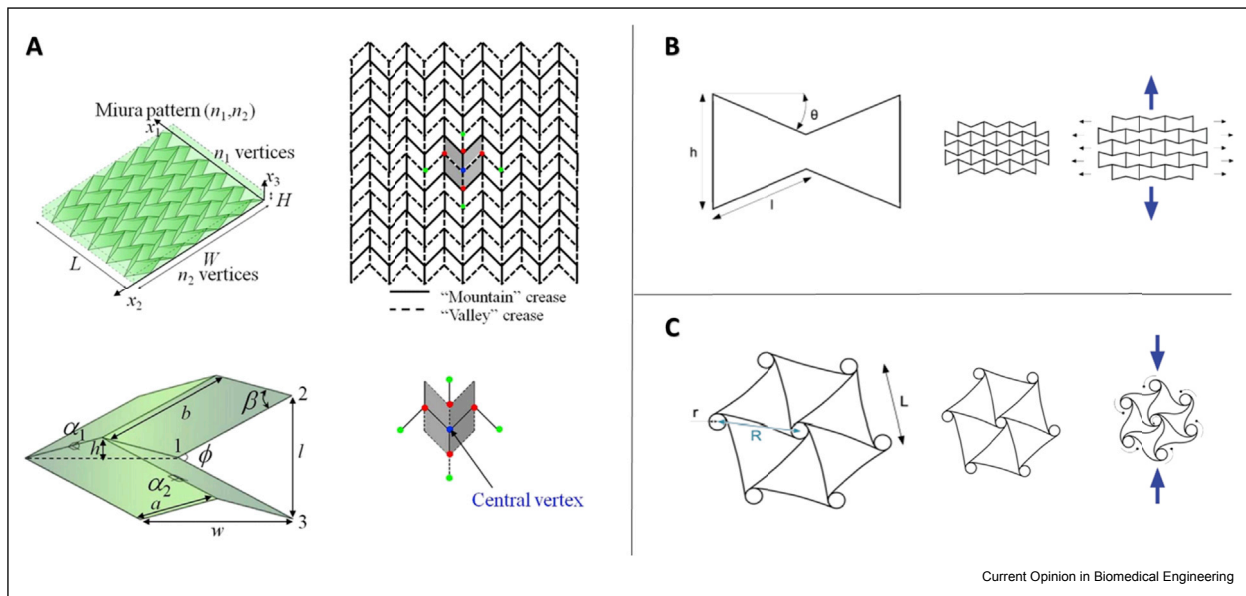 A
Miura pattern (n₁,n₂)
x₁
n₁ vertices
x₃
H
L
W
n₂ vertices
x₂
"Mountain" crease
"Valley" crease
α₁
h
b
1
β
2
ϕ
l
α₂
a
w
3
Central vertex
B
θ
h
l
C
r
R
L
Current Opinion in Biomedical Engineering